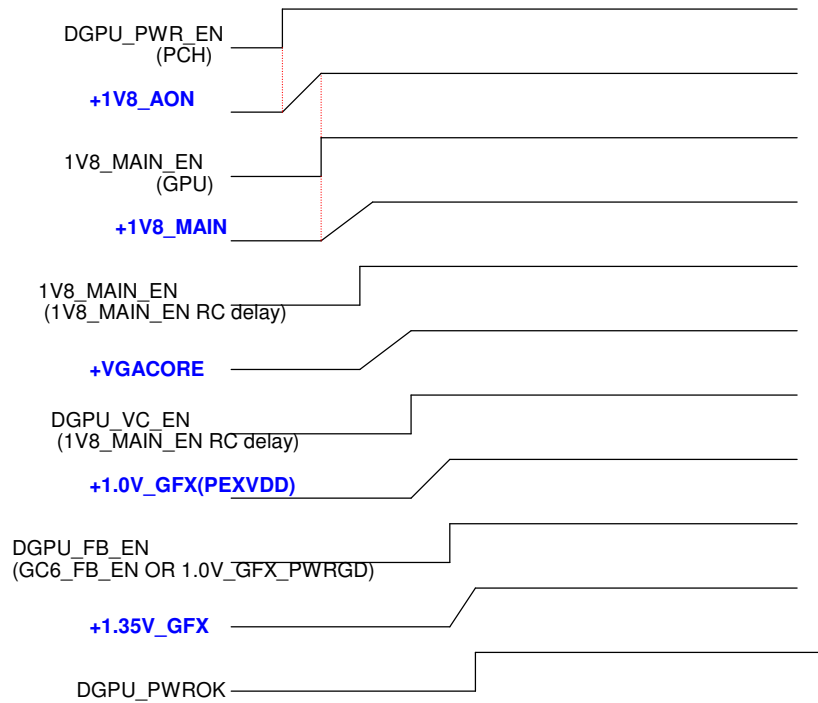 DGPU_PWR_EN
(PCH)
+1V8_AON
1V8_MAIN_EN
(GPU)
+1V8_MAIN
1V8_MAIN_EN
(1V8_MAIN_EN RC delay)
+VGACORE
DGPU_VC_EN
(1V8_MAIN_EN RC delay)
+1.0V_GFX(PEXVDD)
DGPU_FB_EN
(GC6_FB_EN OR 1.0V_GFX_PWRGD)
+1.35V_GFX
DGPU_PWROK